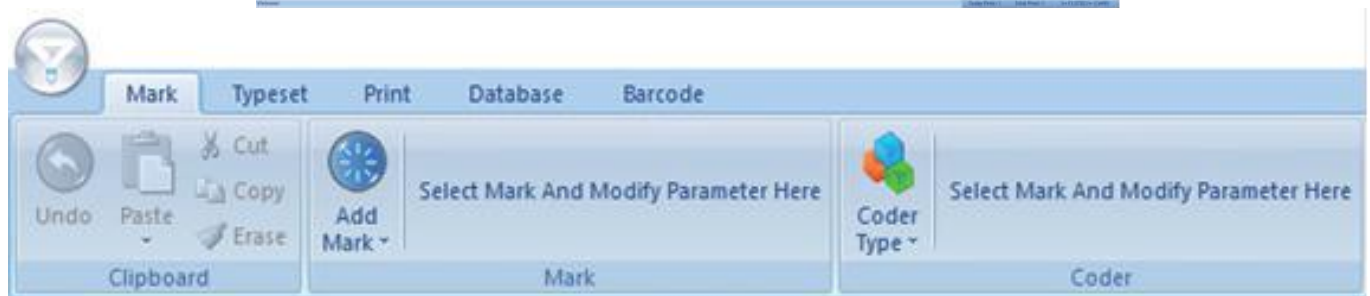 Mark Typeset Print Database Barcode
Undo
Paste
Cut
Copy
Erase
Clipboard
Add
Mark
Select Mark And Modify Parameter Here
Mark
Coder
Type
Select Mark And Modify Parameter Here
Coder